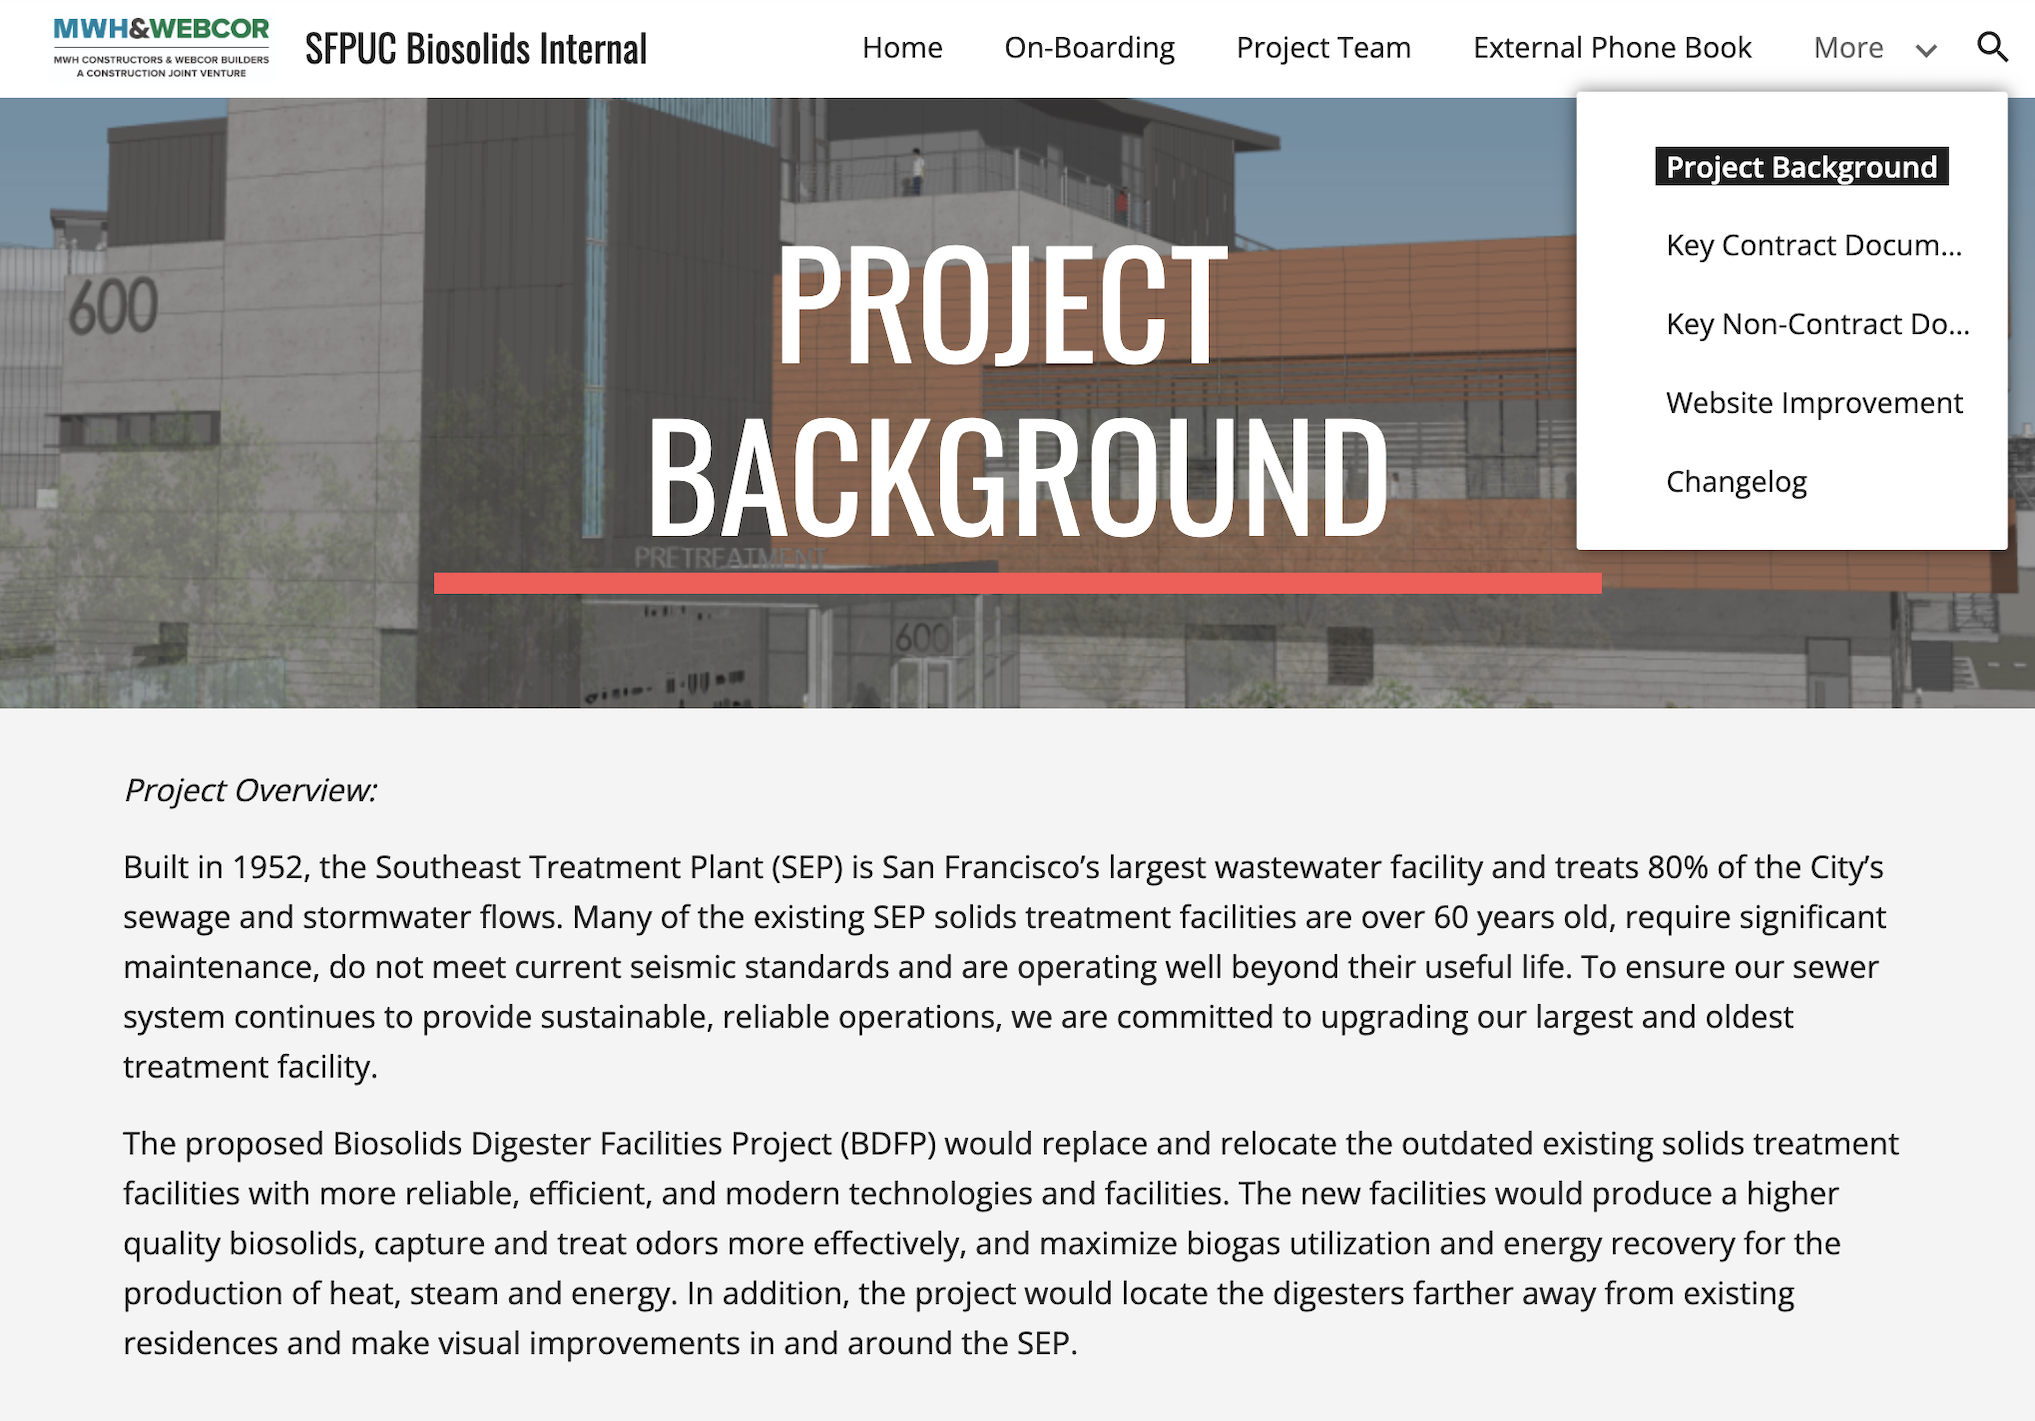 MWH&WEBCOR
MWH CONSTRUCTORS & WEBCOR BUILDERS
A CONSTRUCTION JOINT VENTURE
SFPUC Biosolids Internal
Home
On-Boarding
Project Team
External Phone Book
More
Project Background
Key Contract Docum...
Key Non-Contract Do...
Website Improvement
Changelog
600
PROJECT
BACKGROUND
PRETREATMENT
600
Project Overview:
Built in 1952, the Southeast Treatment Plant (SEP) is San Francisco’s largest wastewater facility and treats 80% of the City’s
sewage and stormwater flows. Many of the existing SEP solids treatment facilities are over 60 years old, require significant
maintenance, do not meet current seismic standards and are operating well beyond their useful life. To ensure our sewer
system continues to provide sustainable, reliable operations, we are committed to upgrading our largest and oldest
treatment facility.
The proposed Biosolids Digester Facilities Project (BDFP) would replace and relocate the outdated existing solids treatment
facilities with more reliable, efficient, and modern technologies and facilities. The new facilities would produce a higher
quality biosolids, capture and treat odors more effectively, and maximize biogas utilization and energy recovery for the
production of heat, steam and energy. In addition, the project would locate the digesters farther away from existing
residences and make visual improvements in and around the SEP.